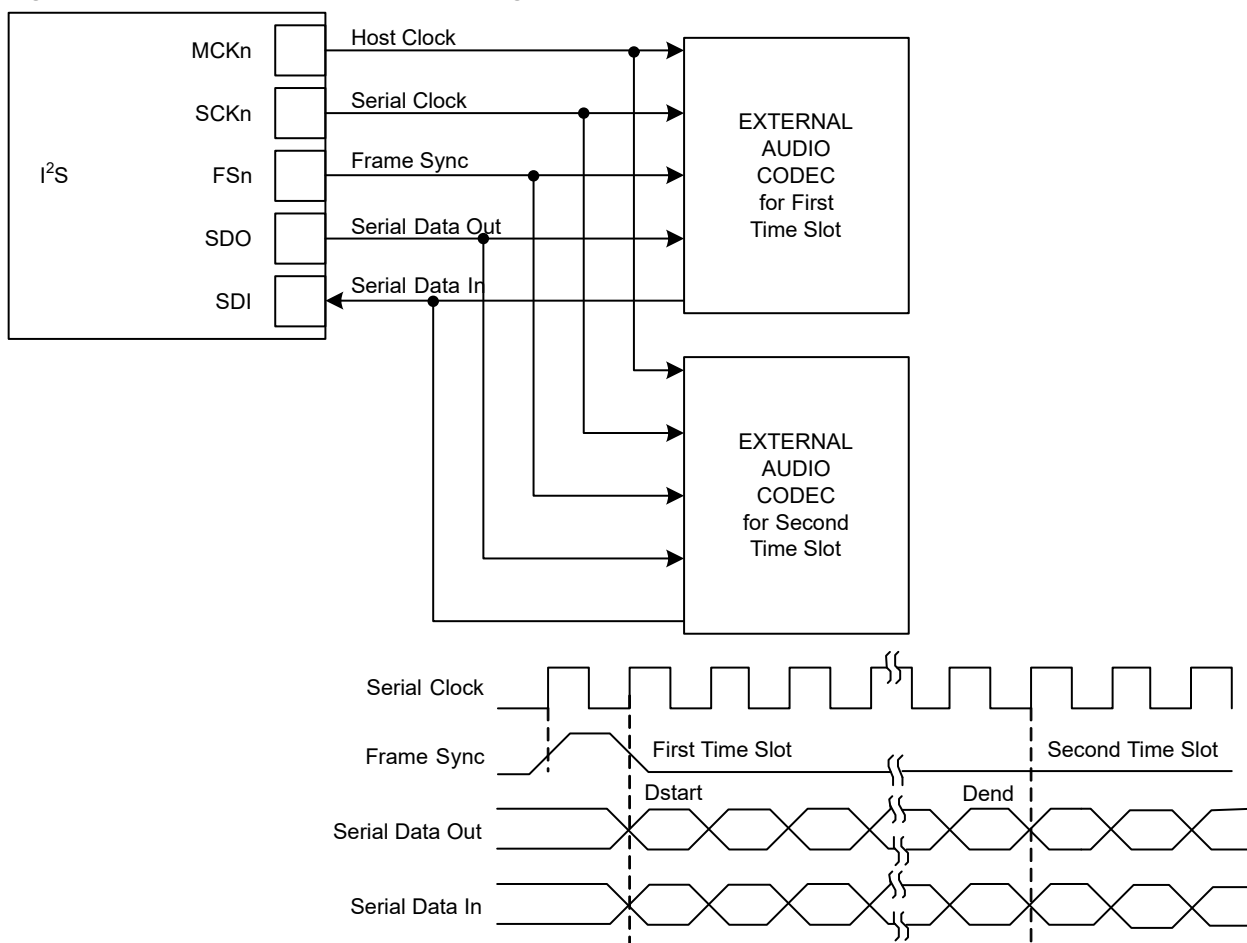 MCKn
Host Clock
SCKn
Serial Clock
I²S
FSn
Frame Sync
SDO
Serial Data Out
SDI
Serial Data In
EXTERNAL
AUDIO
CODEC
for First
Time Slot
EXTERNAL
AUDIO
CODEC
for Second
Time Slot
Serial Clock
Frame Sync
First Time Slot
Second Time Slot
Dstart
Dend
Serial Data Out
Serial Data In